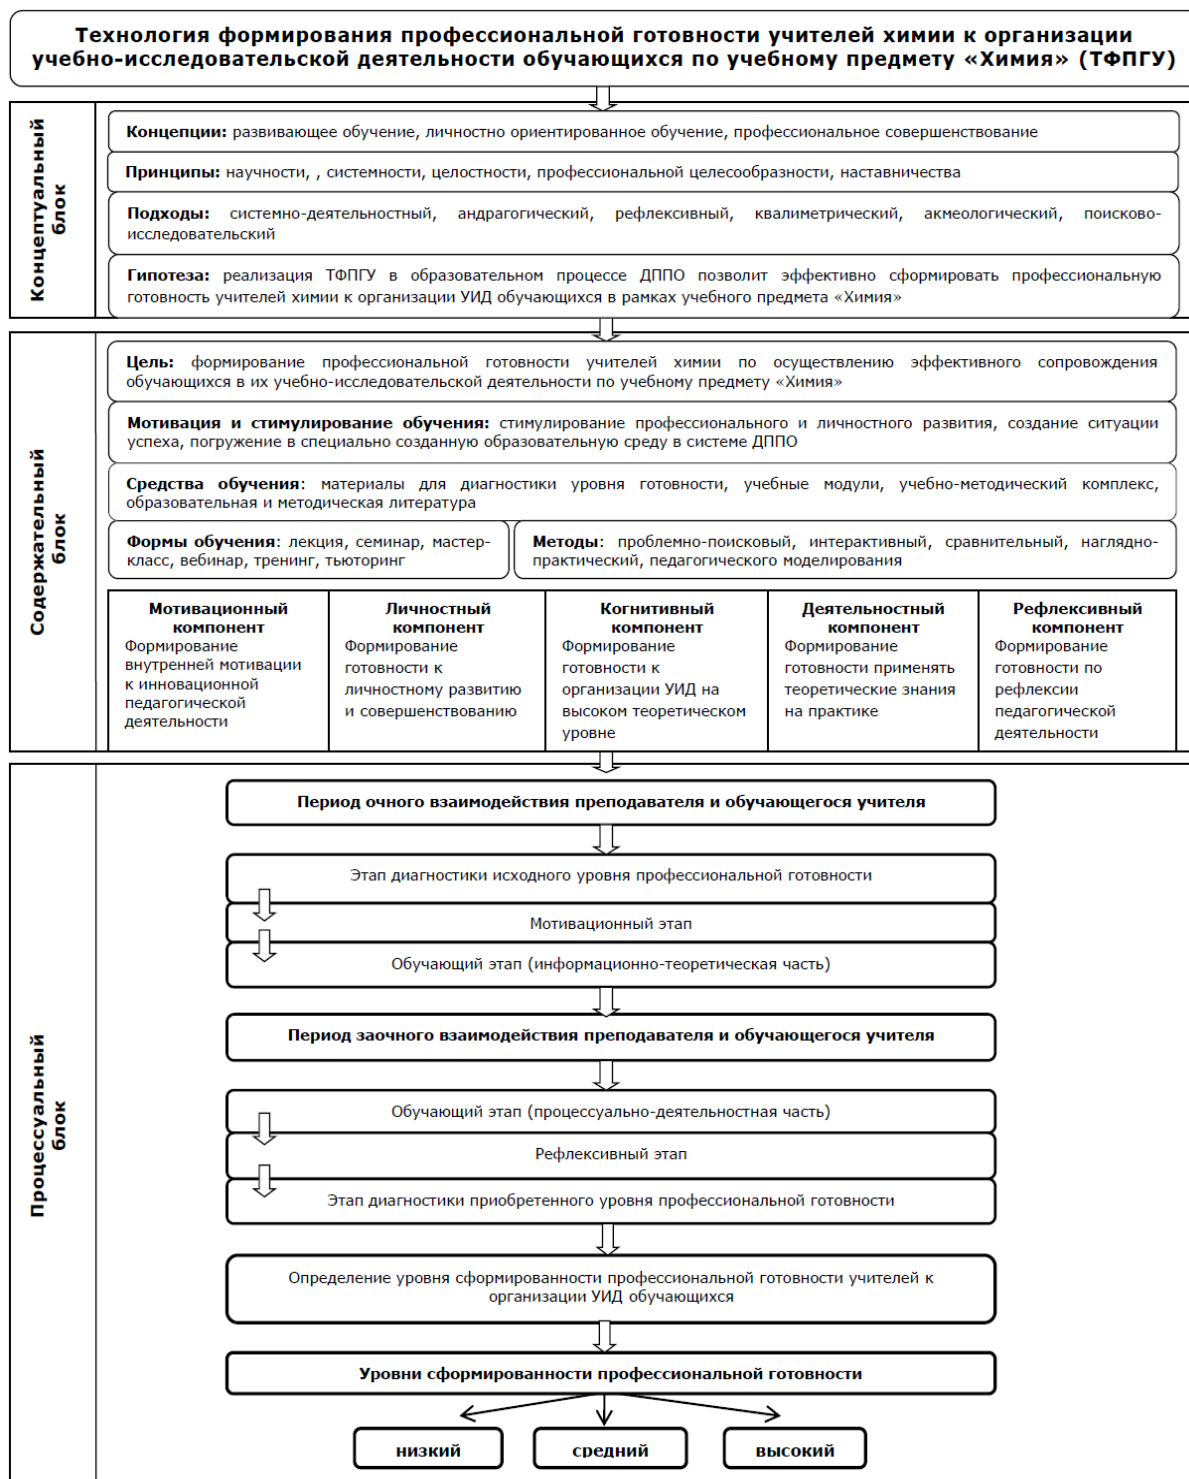 Технология формирования профессиональной готовности учителей химии к организации
учебно-исследовательской деятельности обучающихся по учебному предмету «Химия» (ТФПГУ)
Концептуальный
блок
Концепции: развивающее обучение, личностно ориентированное обучение, профессиональное совершенствование
Принципы: научности, , системности, целостности, профессиональной целесообразности, наставничества
Подходы: системно-деятельностный, андрагогический, рефлексивный, квалиметрический, акмеологический, поисково-
исследовательский
Гипотеза: реализация ТФПГУ в образовательном процессе ДППО позволит эффективно сформировать профессиональную
готовность учителей химии к организации УИД обучающихся в рамках учебного предмета «Химия»
Содержательный
блок
Цель: формирование профессиональной готовности учителей химии по осуществлению эффективного сопровождения
обучающихся в их учебно-исследовательской деятельности по учебному предмету «Химия»
Мотивация и стимулирование обучения: стимулирование профессионального и личностного развития, создание ситуации
успеха, погружение в специально созданную образовательную среду в системе ДППО
Средства обучения: материалы для диагностики уровня готовности, учебные модули, учебно-методический комплекс,
образовательная и методическая литература
Формы обучения: лекция, семинар, мастер-
класс, вебинар, тренинг, тьюторинг
Методы: проблемно-поисковый, интерактивный, сравнительный, наглядно-
практический, педагогического моделирования
Мотивационный
компонент
Формирование
внутренней мотивации
к инновационной
педагогической
деятельности
Личностный
компонент
Формирование
готовности к
личностному развитию
и совершенствованию
Когнитивный
компонент
Формирование
готовности к
организации УИД на
высоком теоретическом
уровне
Деятельностный
компонент
Формирование
готовности применять
теоретические знания
на практике
Рефлексивный
компонент
Формирование
готовности по
рефлексии
педагогической
деятельности
Процессуальный
блок
Период очного взаимодействия преподавателя и обучающегося учителя
Этап диагностики исходного уровня профессиональной готовности
Мотивационный этап
Обучающий этап (информационно-теоретическая часть)
Период заочного взаимодействия преподавателя и обучающегося учителя
Обучающий этап (процессуально-деятельностная часть)
Рефлексивный этап
Этап диагностики приобретенного уровня профессиональной готовности
Определение уровня сформированности профессиональной готовности учителей к
организации УИД обучающихся
Уровни сформированности профессиональной готовности
низкий
средний
высокий